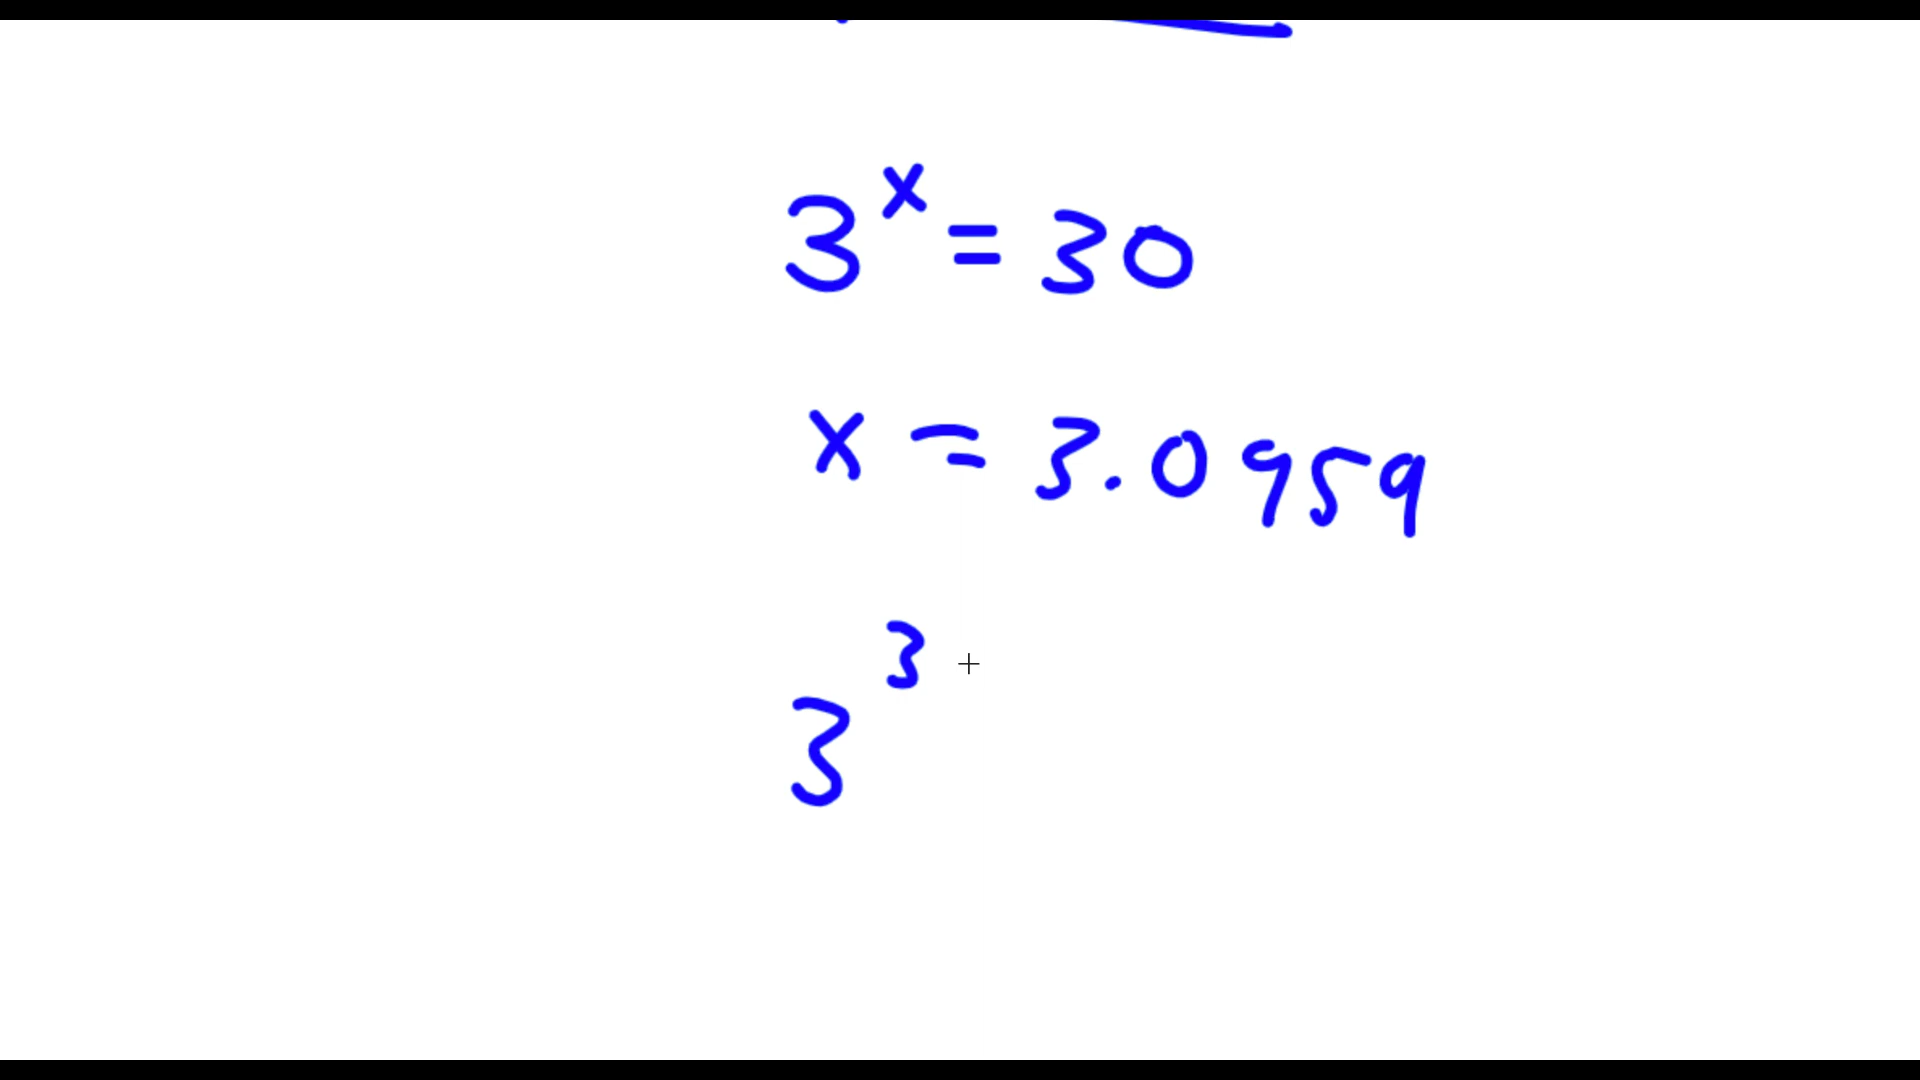 3^x = 30
x = 3.0959
3^3